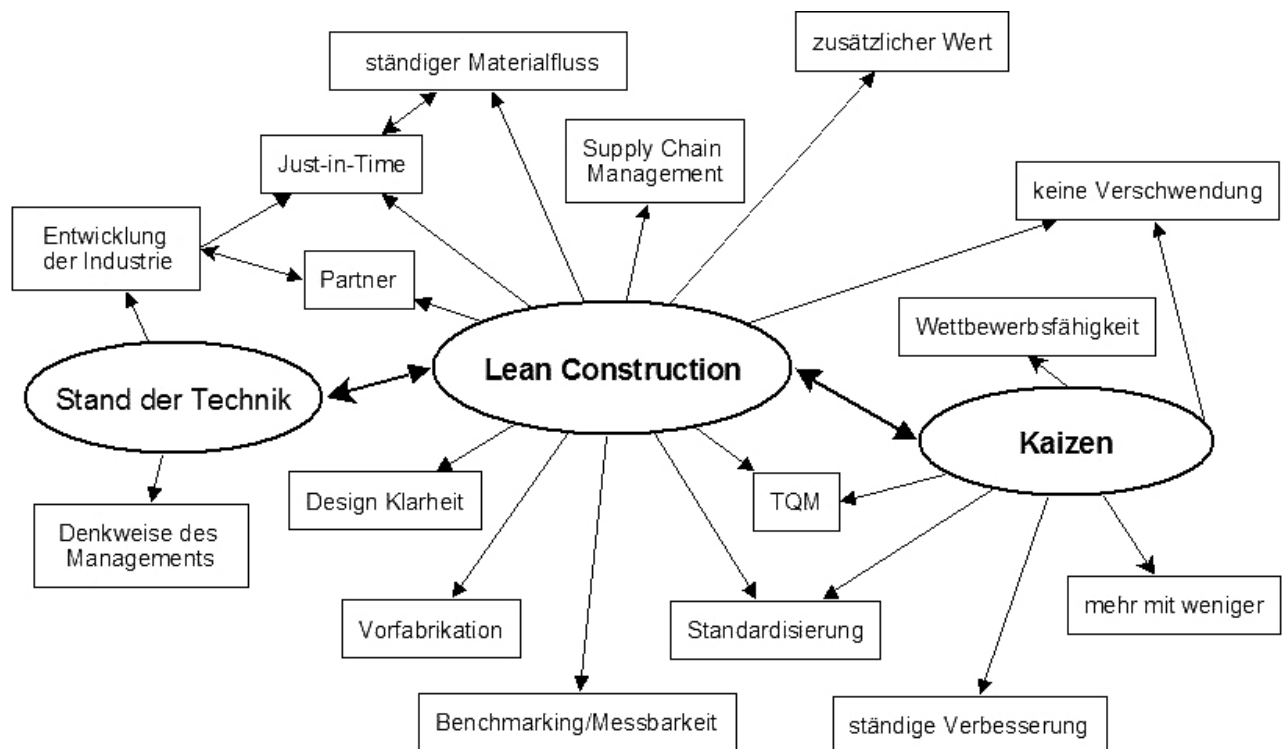 zusätzlicher Wert
ständiger Materialfluss
Supply Chain
Management
Just-in-Time
keine Verschwendung
Entwicklung
der Industrie
Partner
Wettbewerbsfähigkeit
Lean Construction
Stand der Technik
Kaizen
Design Klarheit
TQM
Denkweise des
Managements
mehr mit weniger
Vorfabrikation
Standardisierung
Benchmarking/Messbarkeit
ständige Verbesserung